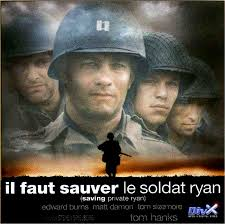 il faut sauver le soldat ryan
(saving private ryan)
edward burns matt damon tom sizemore
tom hanks
DivX